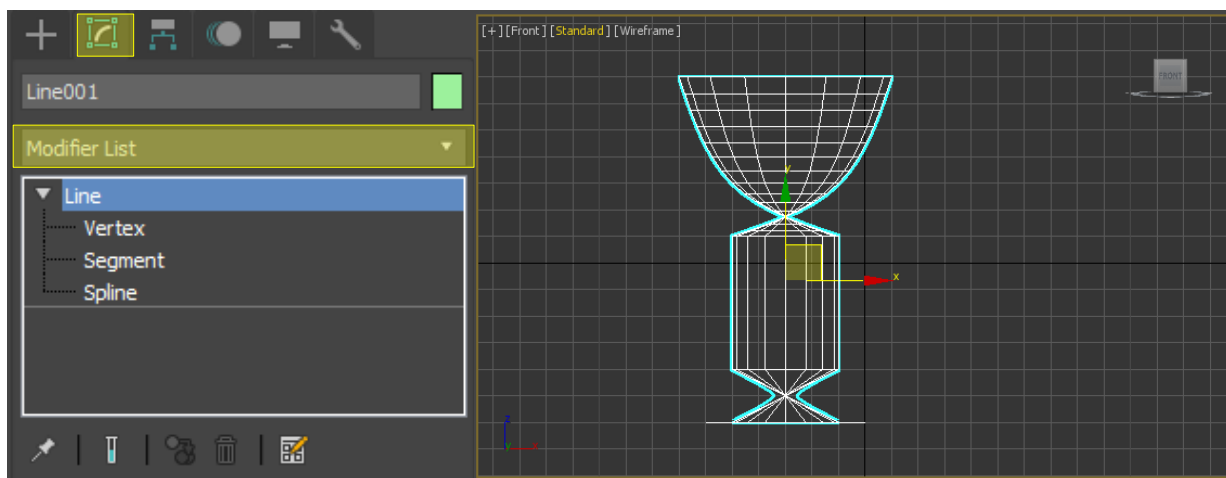 Line001
Modifier List
Line
Vertex
Segment
Spline
[+] [Front] [Standard] [Wireframe]
FRONT
y
x
z
y
x